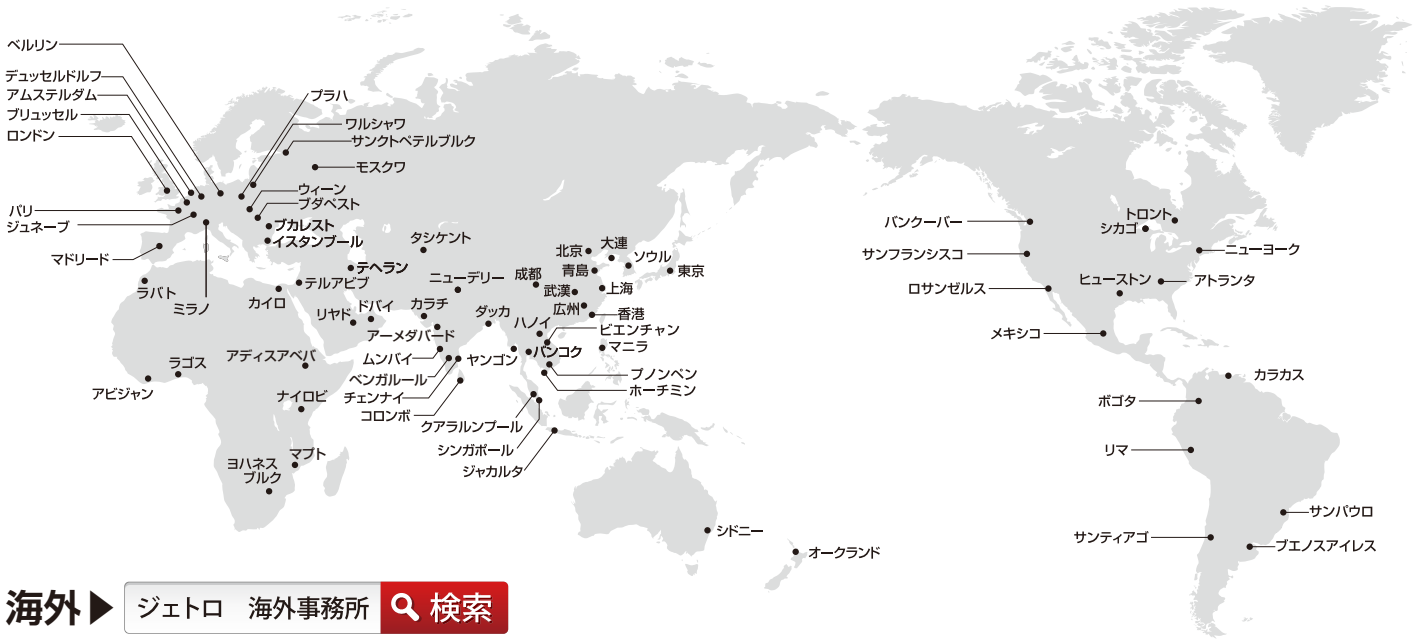 ベルリン
デュッセルドルフ
アムステルダム
ブリュッセル
ロンドン
パリ
ジュネーブ
マドリード
ラバト
ミラノ
プラハ
ワルシャワ
サンクトペテルブルク
モスクワ
ウィーン
ブダペスト
ブカレスト
イスタンブール
テヘラン
テルアビブ
カイロ
リヤド
ドバイ
タシケント
ニューデリー
カラチ
アーメダバード
ムンバイ
ベンガルール
チェンナイ
コロンボ
ダッカ
ヤンゴン
成都
北京
大連
ソウル
青島
東京
武漢
上海
広州
香港
ハノイ
ビエンチャン
バンコク
マニラ
プノンペン
ホーチミン
クアラルンプール
シンガポール
ジャカルタ
アディスアベバ
ラゴス
アビジャン
ナイロビ
マプト
ヨハネス
ブルク
シドニー
オークランド
バンクーバー
サンフランシスコ
ロサンゼルス
メキシコ
トロント
シカゴ
ニューヨーク
ヒューストン
アトランタ
カラカス
ボゴタ
リマ
サンパウロ
サンティアゴ
ブエノスアイレス
海外▶ ジェトロ 海外事務所 検索